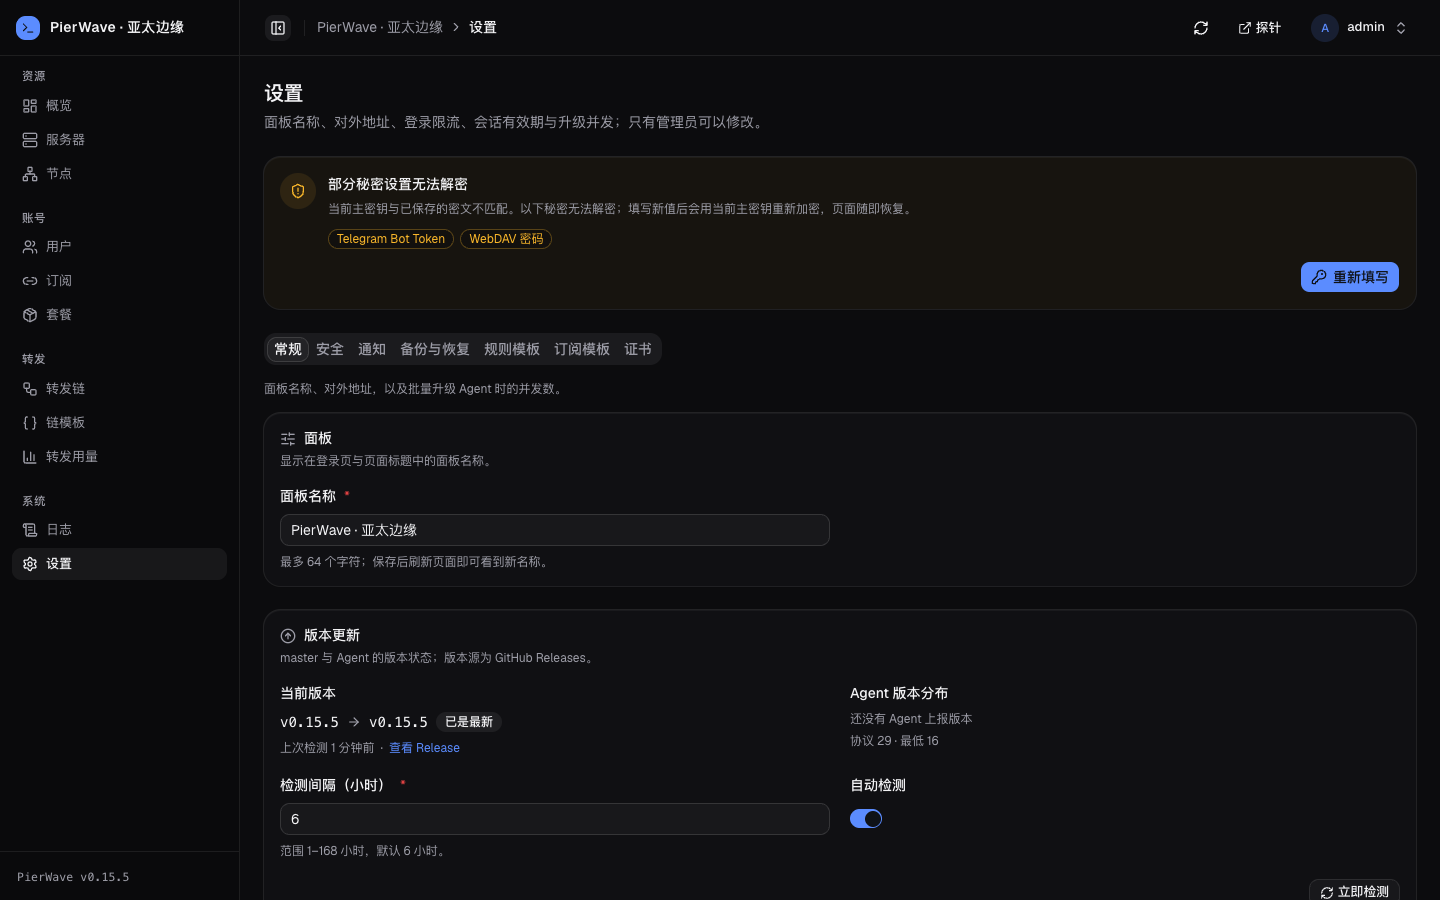 PierWave · 亚太边缘
资源
概览
服务器
节点
账号
用户
订阅
套餐
转发
转发链
链模板
转发用量
系统
日志
设置
PierWave v0.15.5
PierWave · 亚太边缘 > 设置
探针
A admin
设置
面板名称、对外地址、登录限流、会话有效期与升级并发；只有管理员可以修改。
部分秘密设置无法解密
当前主密钥与已保存的密文不匹配。以下秘密无法解密；填写新值后会用当前主密钥重新加密，页面随即恢复。
Telegram Bot Token WebDAV 密码
重新填写
常规 安全 通知 备份与恢复 规则模板 订阅模板 证书
面板名称、对外地址，以及批量升级 Agent 时的并发数。
面板
显示在登录页与页面标题中的面板名称。
面板名称 *
PierWave · 亚太边缘
最多 64 个字符；保存后刷新页面即可看到新名称。
版本更新
master 与 Agent 的版本状态；版本源为 GitHub Releases。
当前版本
v0.15.5 → v0.15.5 已是最新
上次检测 1 分钟前 · 查看 Release
Agent 版本分布
还没有 Agent 上报版本
协议 29 · 最低 16
检测间隔（小时） *
6
范围 1–168 小时，默认 6 小时。
自动检测
立即检测